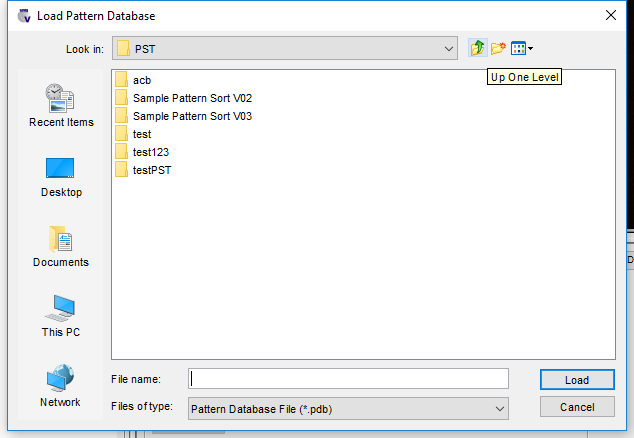 Load Pattern Database
Look in: PST
Up One Level
acb
Sample Pattern Sort V02
Sample Pattern Sort V03
test
test123
testPST
Recent Items
Desktop
Documents
This PC
Network
File name:
Load
Files of type: Pattern Database File (*.pdb)
Cancel
D